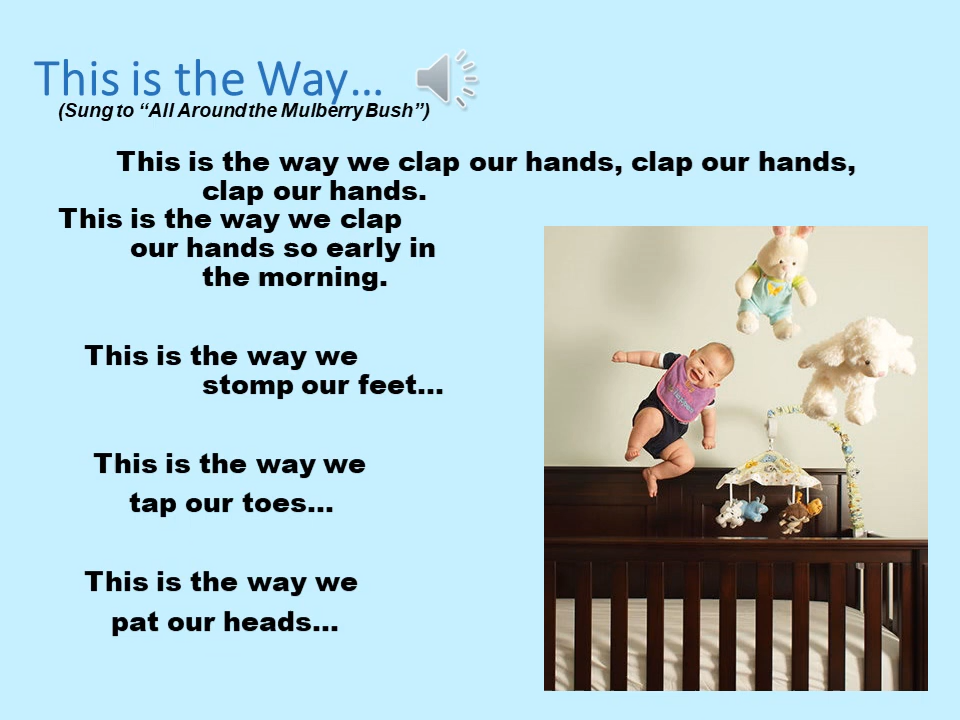 This is the Way...
(Sung to “All Around the Mulberry Bush”)
This is the way we clap our hands, clap our hands,
clap our hands.
This is the way we clap
our hands so early in
the morning.
This is the way we
stomp our feet...
This is the way we
tap our toes...
This is the way we
pat our heads...